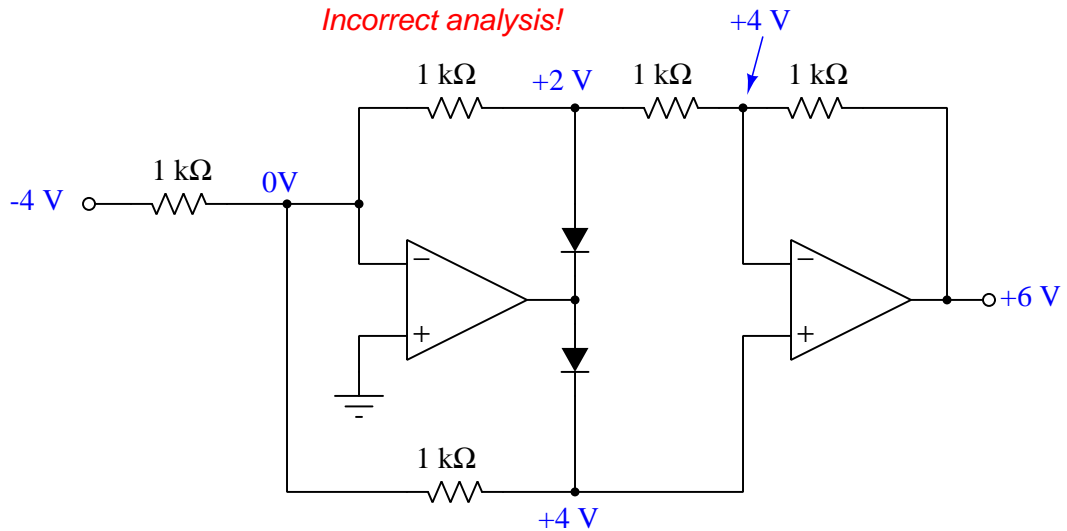 Incorrect analysis!
+4 V
1 kΩ
+2 V
1 kΩ
1 kΩ
1 kΩ
-4 V
0V
−
+
−
+
+6 V
1 kΩ
+4 V